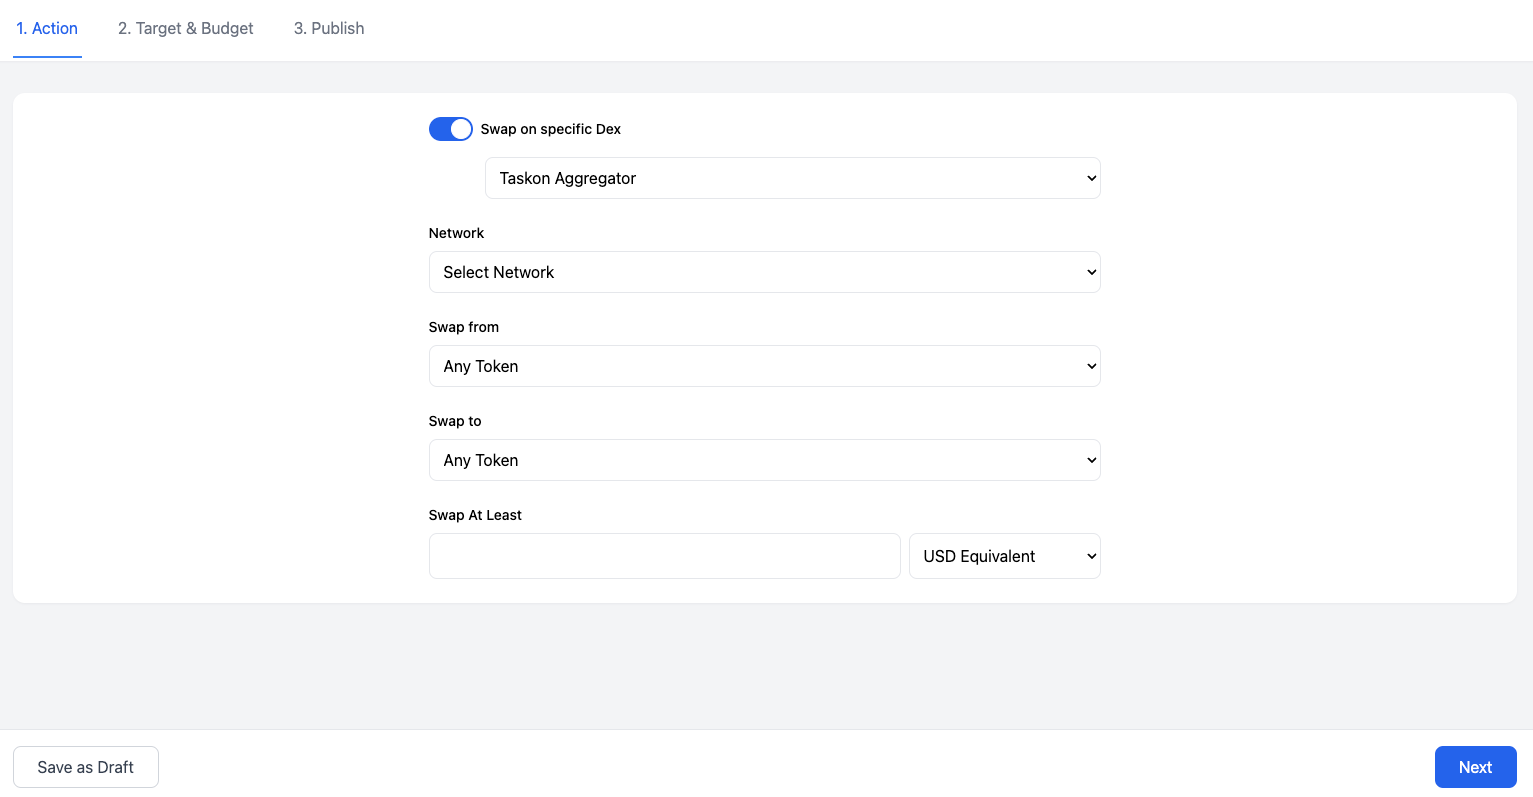 1. Action 2. Target & Budget 3. Publish
Swap on specific Dex
Taskon Aggregator
Network
Select Network
Swap from
Any Token
Swap to
Any Token
Swap At Least
USD Equivalent
Save as Draft Next